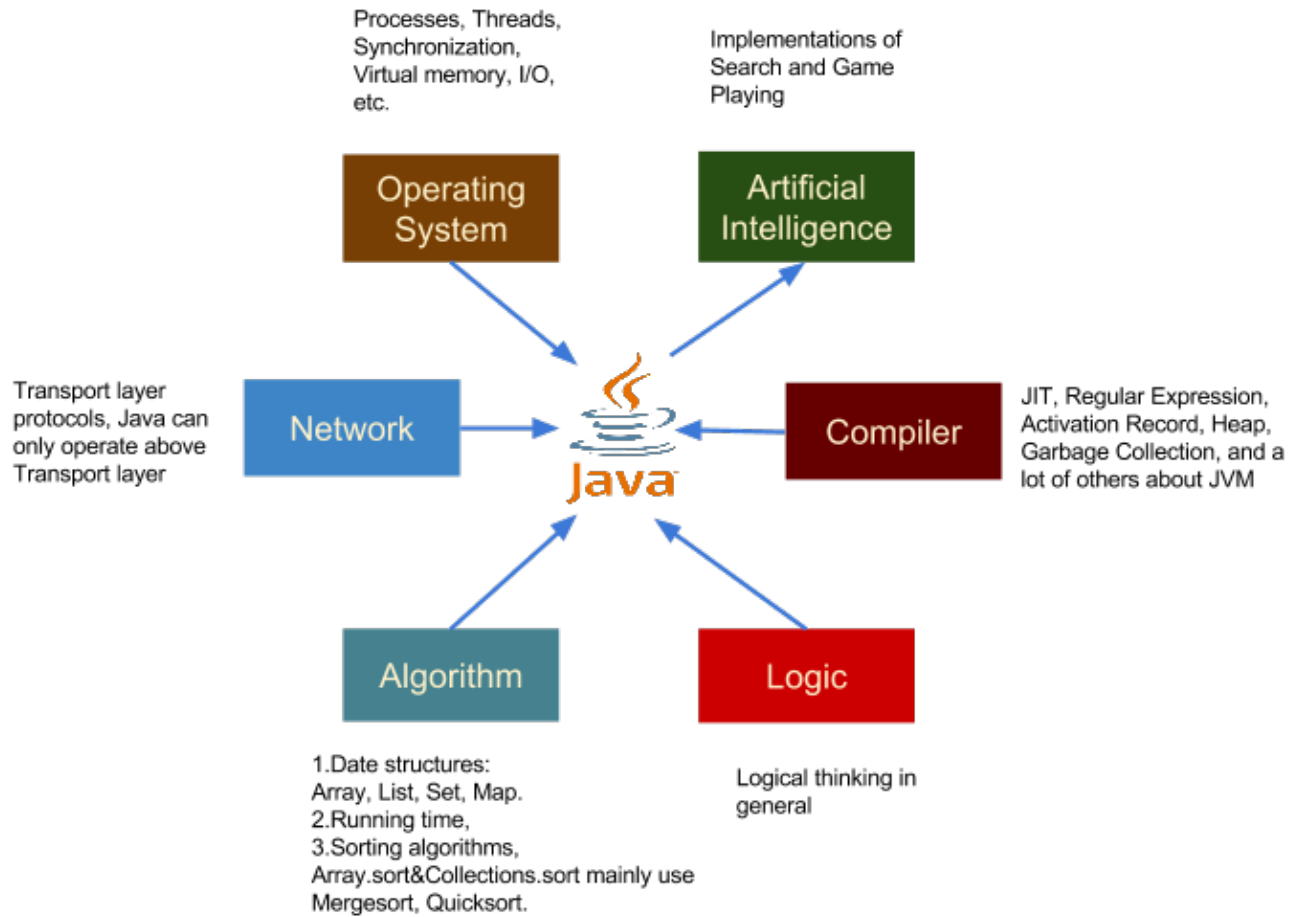 Processes, Threads,
Synchronization,
Virtual memory, I/O,
etc.
Implementations of
Search and Game
Playing
Operating
System
Artificial
Intelligence
Transport layer
protocols, Java can
only operate above
Transport layer
Network
Java
Compiler
JIT, Regular Expression,
Activation Record, Heap,
Garbage Collection, and a
lot of others about JVM
Algorithm
Logic
1.Date structures:
Array, List, Set, Map.
2.Running time,
3.Sorting algorithms,
Array.sort&Collections.sort mainly use
Mergesort, Quicksort.
Logical thinking in
general